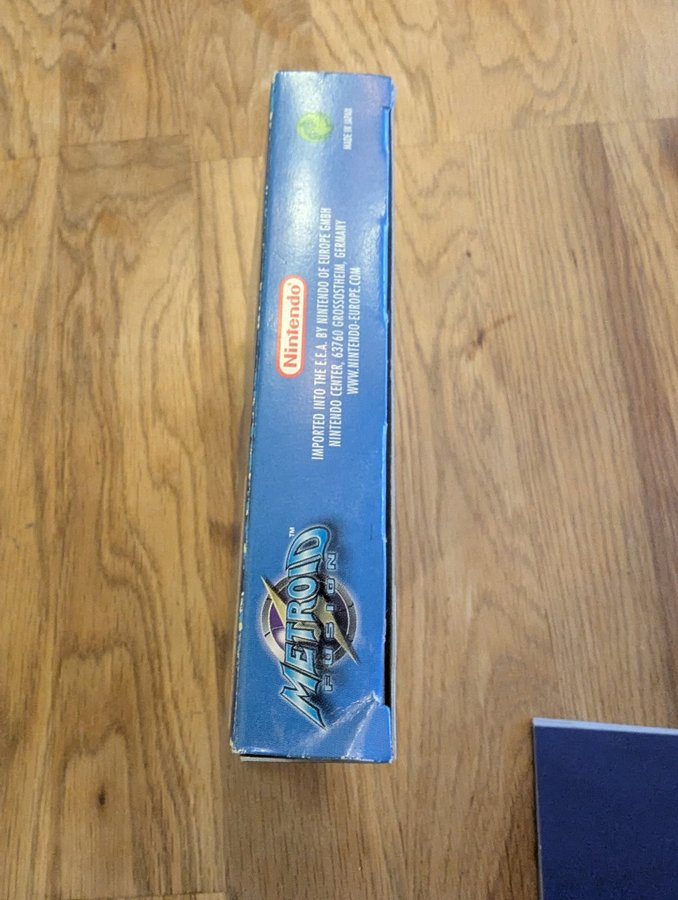 METROID™
FUSION
Nintendo®
IMPORTED INTO THE E.E.A. BY NINTENDO OF EUROPE GMBH
NINTENDO CENTER, 63760 GROSSOSTHEIM, GERMANY
WWW.NINTENDO-EUROPE.COM
MADE IN JAPAN